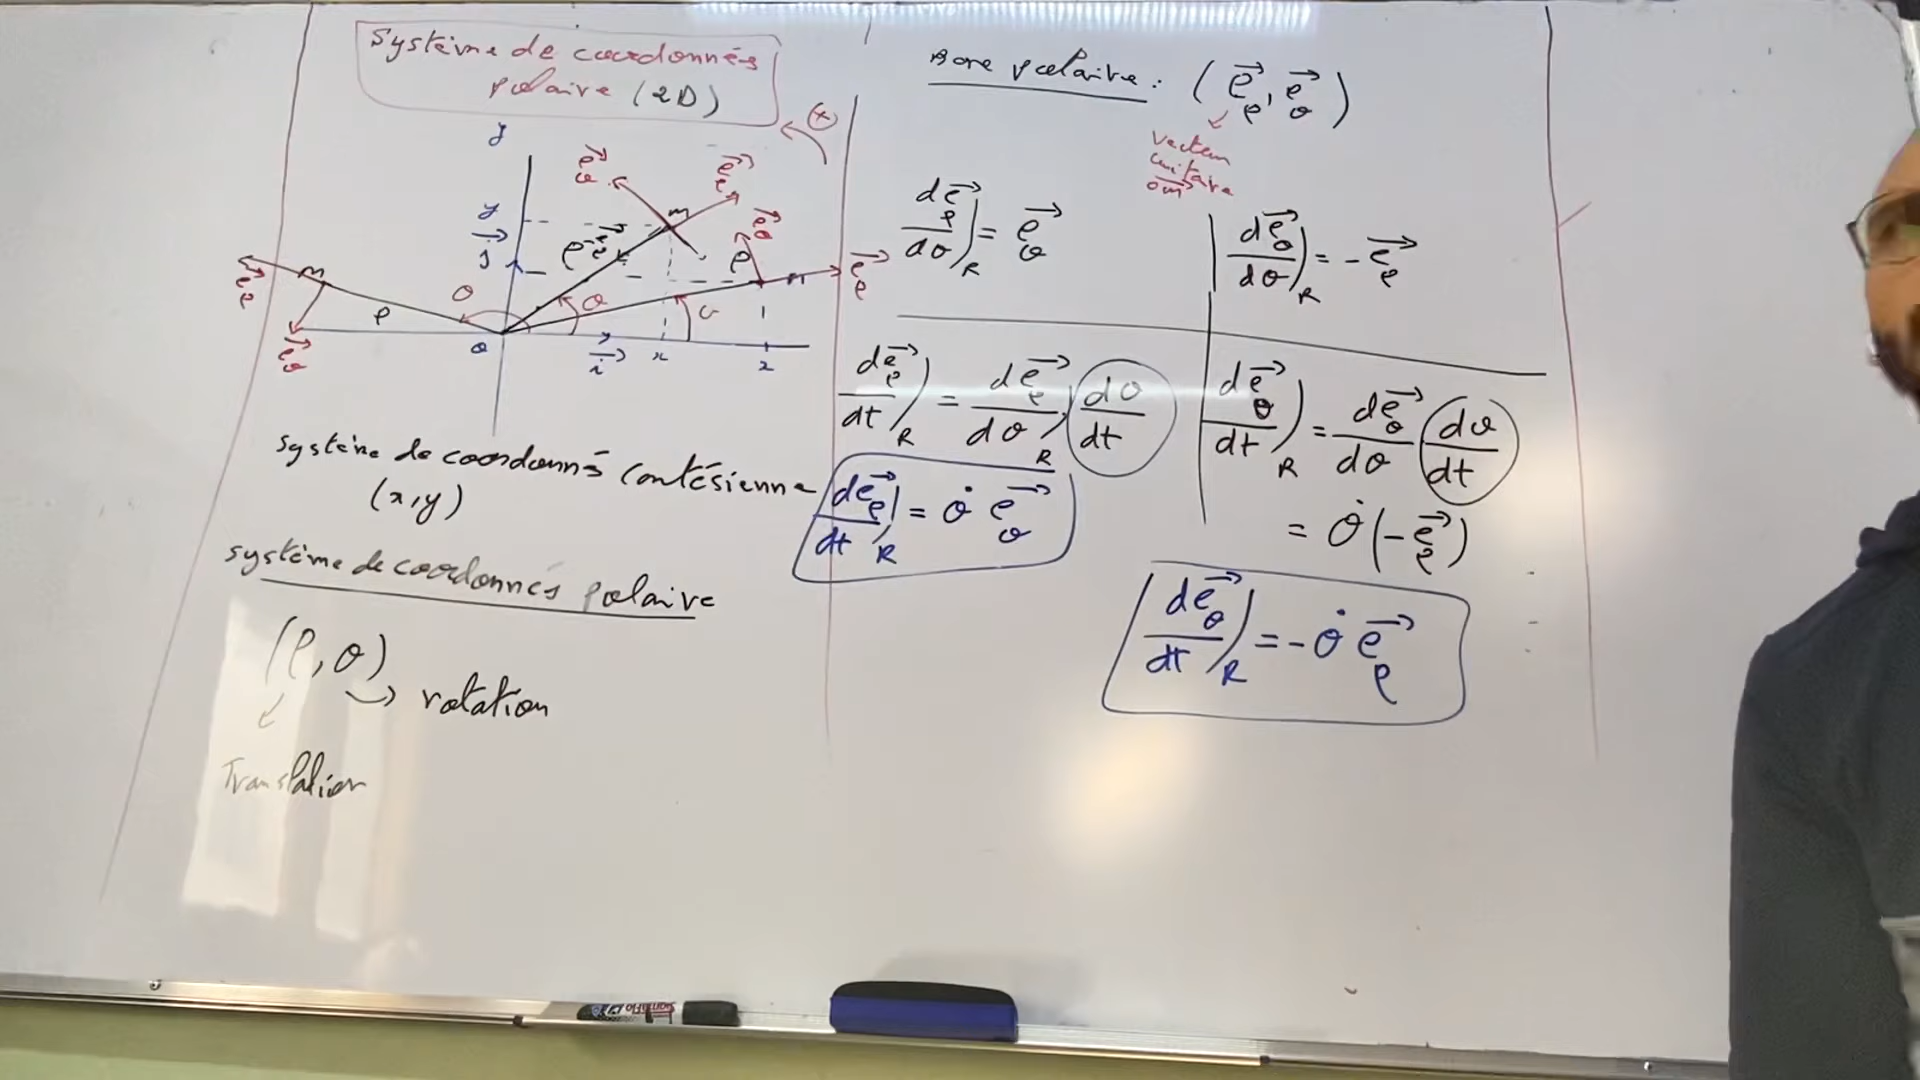 Système de coordonnés
polaire (2D)
y
+
e⃗θ
e⃗ρ
m
e⃗θ
y
j⃗
ρ
ρ
m
e⃗ρ
e⃗ρ
m
θ
θ
ρ
e⃗θ
o
i⃗
x
système de coordonnés cartésienne
(x,y)
système de coordonnés polaire
(ρ, θ)
→ rotation
Translation
Base polaire : (e⃗ρ, e⃗θ)
vecteur
unitaire
om⃗
de⃗ρ/dθ)R = e⃗θ
de⃗θ/dθ)R = - e⃗ρ
de⃗ρ/dt)R = de⃗ρ/dθ)R dθ/dt
de⃗ρ/dt)R = θ̇ e⃗θ
de⃗θ/dt)R = de⃗θ/dθ dθ/dt
= θ̇ (-e⃗ρ)
de⃗θ/dt)R = - θ̇ e⃗ρ